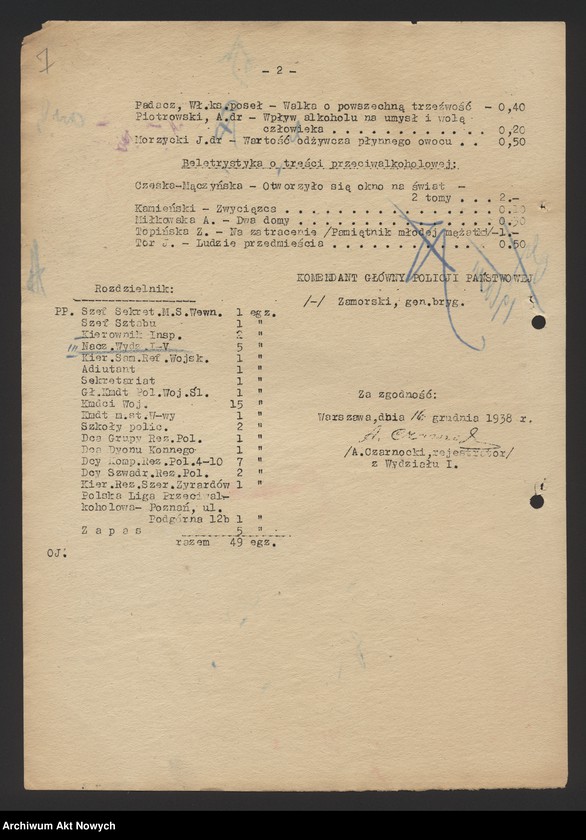 7
- 2 -
Padacz, Wł.ks.poseł - Walka o powszechną trzeźwość - 0,40
Piotrowski, A.dr - Wpływ alkoholu na umysł i wolę
człowieka . . . . . . . . . . . . 0,20
Morzycki J.dr - Wartość odżywcza płynnego owocu . . 0,50
Beletrystyka o treści przeciwalkoholowej:
Czeska-Mączyńska - Otworzyło się okno na świat -
2 tomy . . . 2.-
Kamieński - Zwycięzca . . . . . . . . . . . . . . .
Miłkowska A. - Dwa domy . . . . . . . . . . . . . .
Topińska Z. - Na zatracenie /Pamiętnik młodej mężatki/-1.-
Tor J. - Ludzie przedmieścia . . . . . . . . . . . 0.50
KOMENDANT GŁÓWNY POLICJI PAŃSTWOWEJ
/-/ Zamorski, gen.bryg.
Rozdzielnik:
PP. Szef Sekret.M.S.Wewn. 1 egz.
Szef Sztabu 1 "
Kierownik Insp. 2 "
Nacz.Wydz.I-V 5 "
Kier.Sam.Ref.Wojsk. 1 "
Adiutant 1 "
Sekretariat 1 "
Gł.Kmdt Pol.Woj.Śl. 1 "
Kmdci Woj. 15 "
Kmdt m.st.W-wy 1 "
Szkoły polic. 2 "
Dca Grupy Rez.Pol. 1 "
Dca Dyonu Konnego 1 "
Dcy Komp.Rez.Pol.4-10 7 "
Dcy Szwadr.Rez.Pol. 2 "
Kier.Rez.Szer.Żyrardów 1 "
Polska Liga Przeciwal-
koholowa- Poznań, ul.
Podgórna 12b 1 "
Z a p a s 5 "
razem 49 egz.
OJ.
Za zgodność:
Warszawa,dnia 16 grudnia 1938 r.
A. Czarnocki
/A.Czarnocki,rejestrator/
z Wydziału I.
Archiwum Akt Nowych